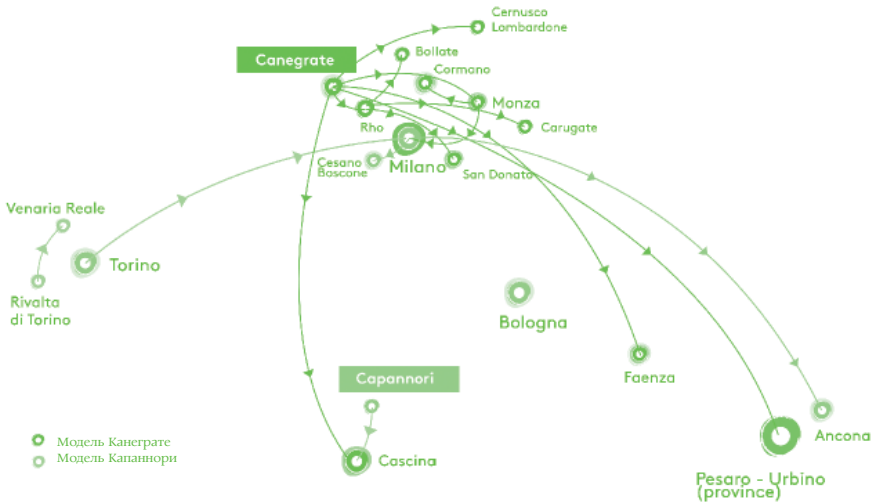 Cernusco
Lombardone
Bollate
Canegrate
Cormano
Monza
Rho
Carugate
Cesano
Boscone
Milano
San Donato
Venaria Reale
Torino
Rivalta
di Torino
Bologna
Capannori
Faenza
Модель Канеграте
Модель Капаннори
Cascina
Ancona
Pesaro - Urbino
(province)